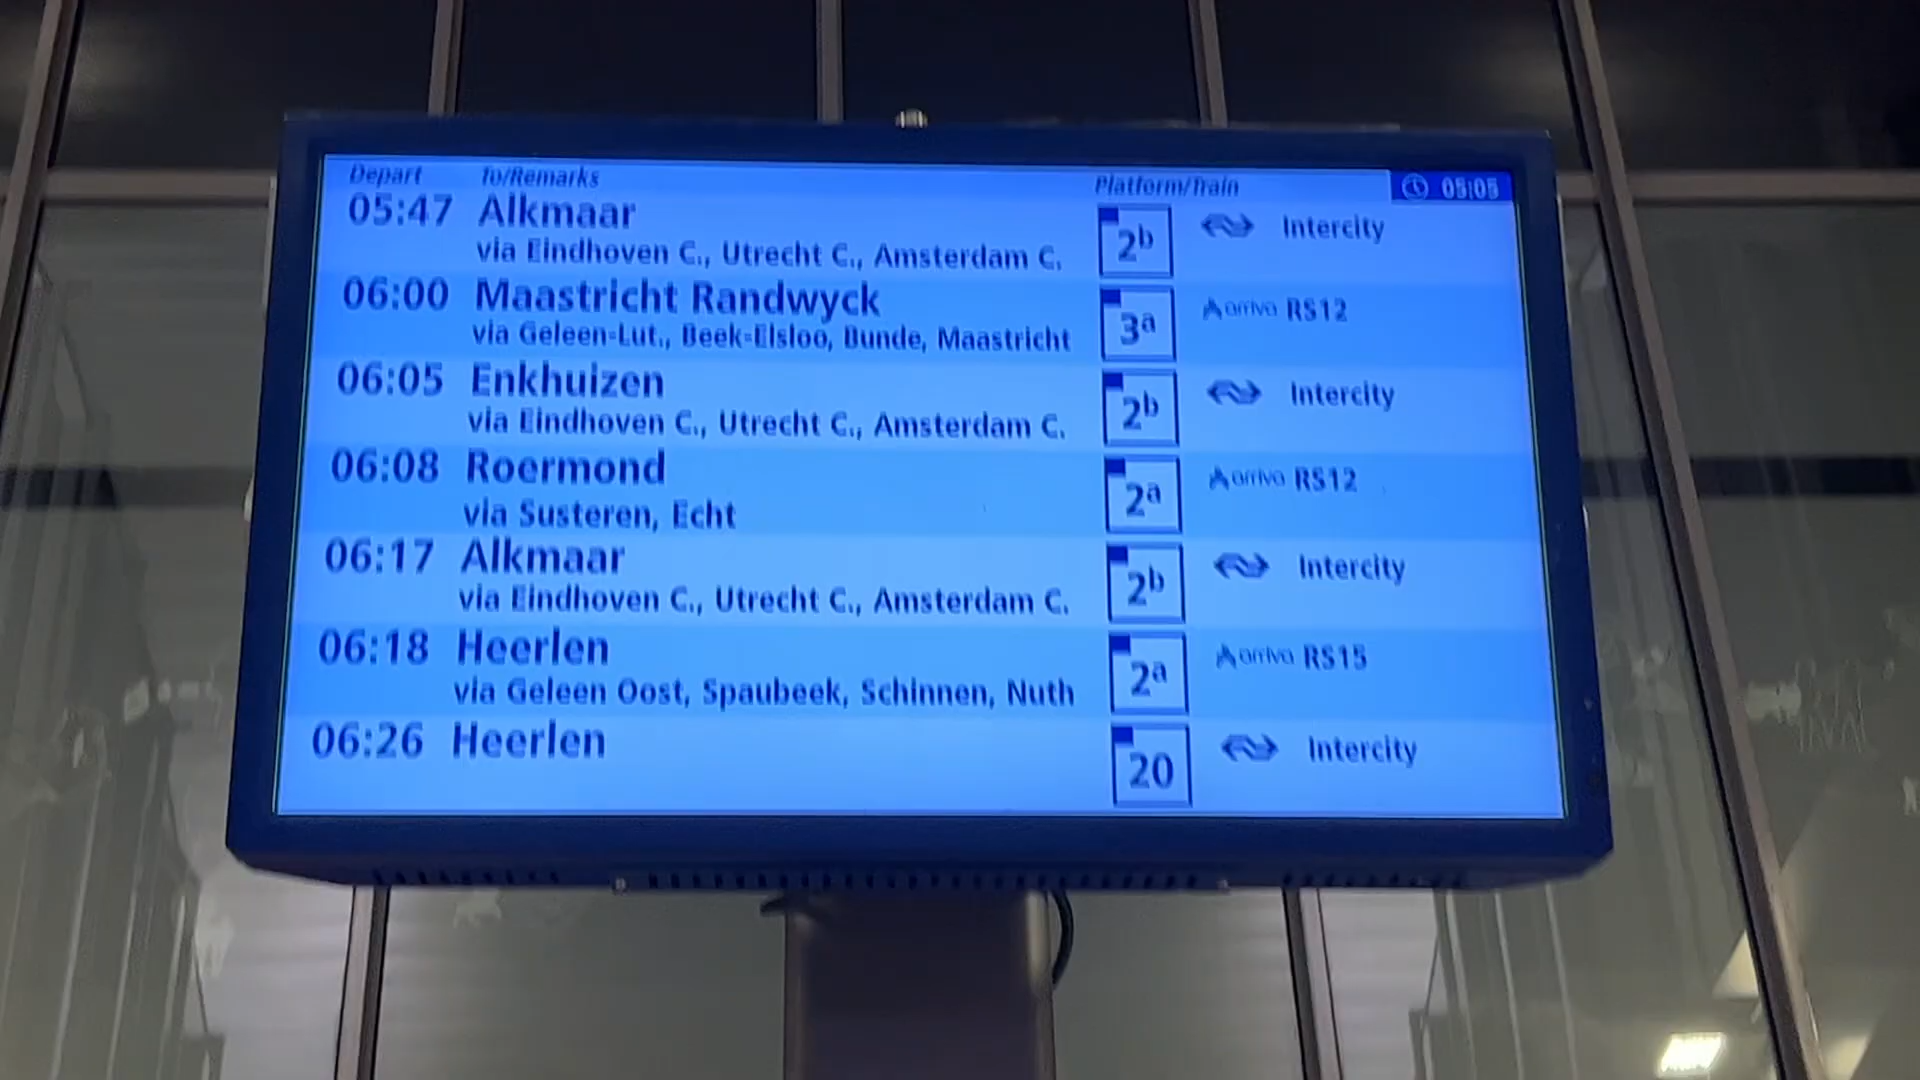 Depart To/Remarks Platform/Train 05:05
05:47 Alkmaar 2b Intercity
via Eindhoven C., Utrecht C., Amsterdam C.
06:00 Maastricht Randwyck 3a arriva RS12
via Geleen-Lut., Beek-Elsloo, Bunde, Maastricht
06:05 Enkhuizen 2b Intercity
via Eindhoven C., Utrecht C., Amsterdam C.
06:08 Roermond 2a arriva RS12
via Susteren, Echt
06:17 Alkmaar 2b Intercity
via Eindhoven C., Utrecht C., Amsterdam C.
06:18 Heerlen 2a arriva RS15
via Geleen Oost, Spaubeek, Schinnen, Nuth
06:26 Heerlen 20 Intercity